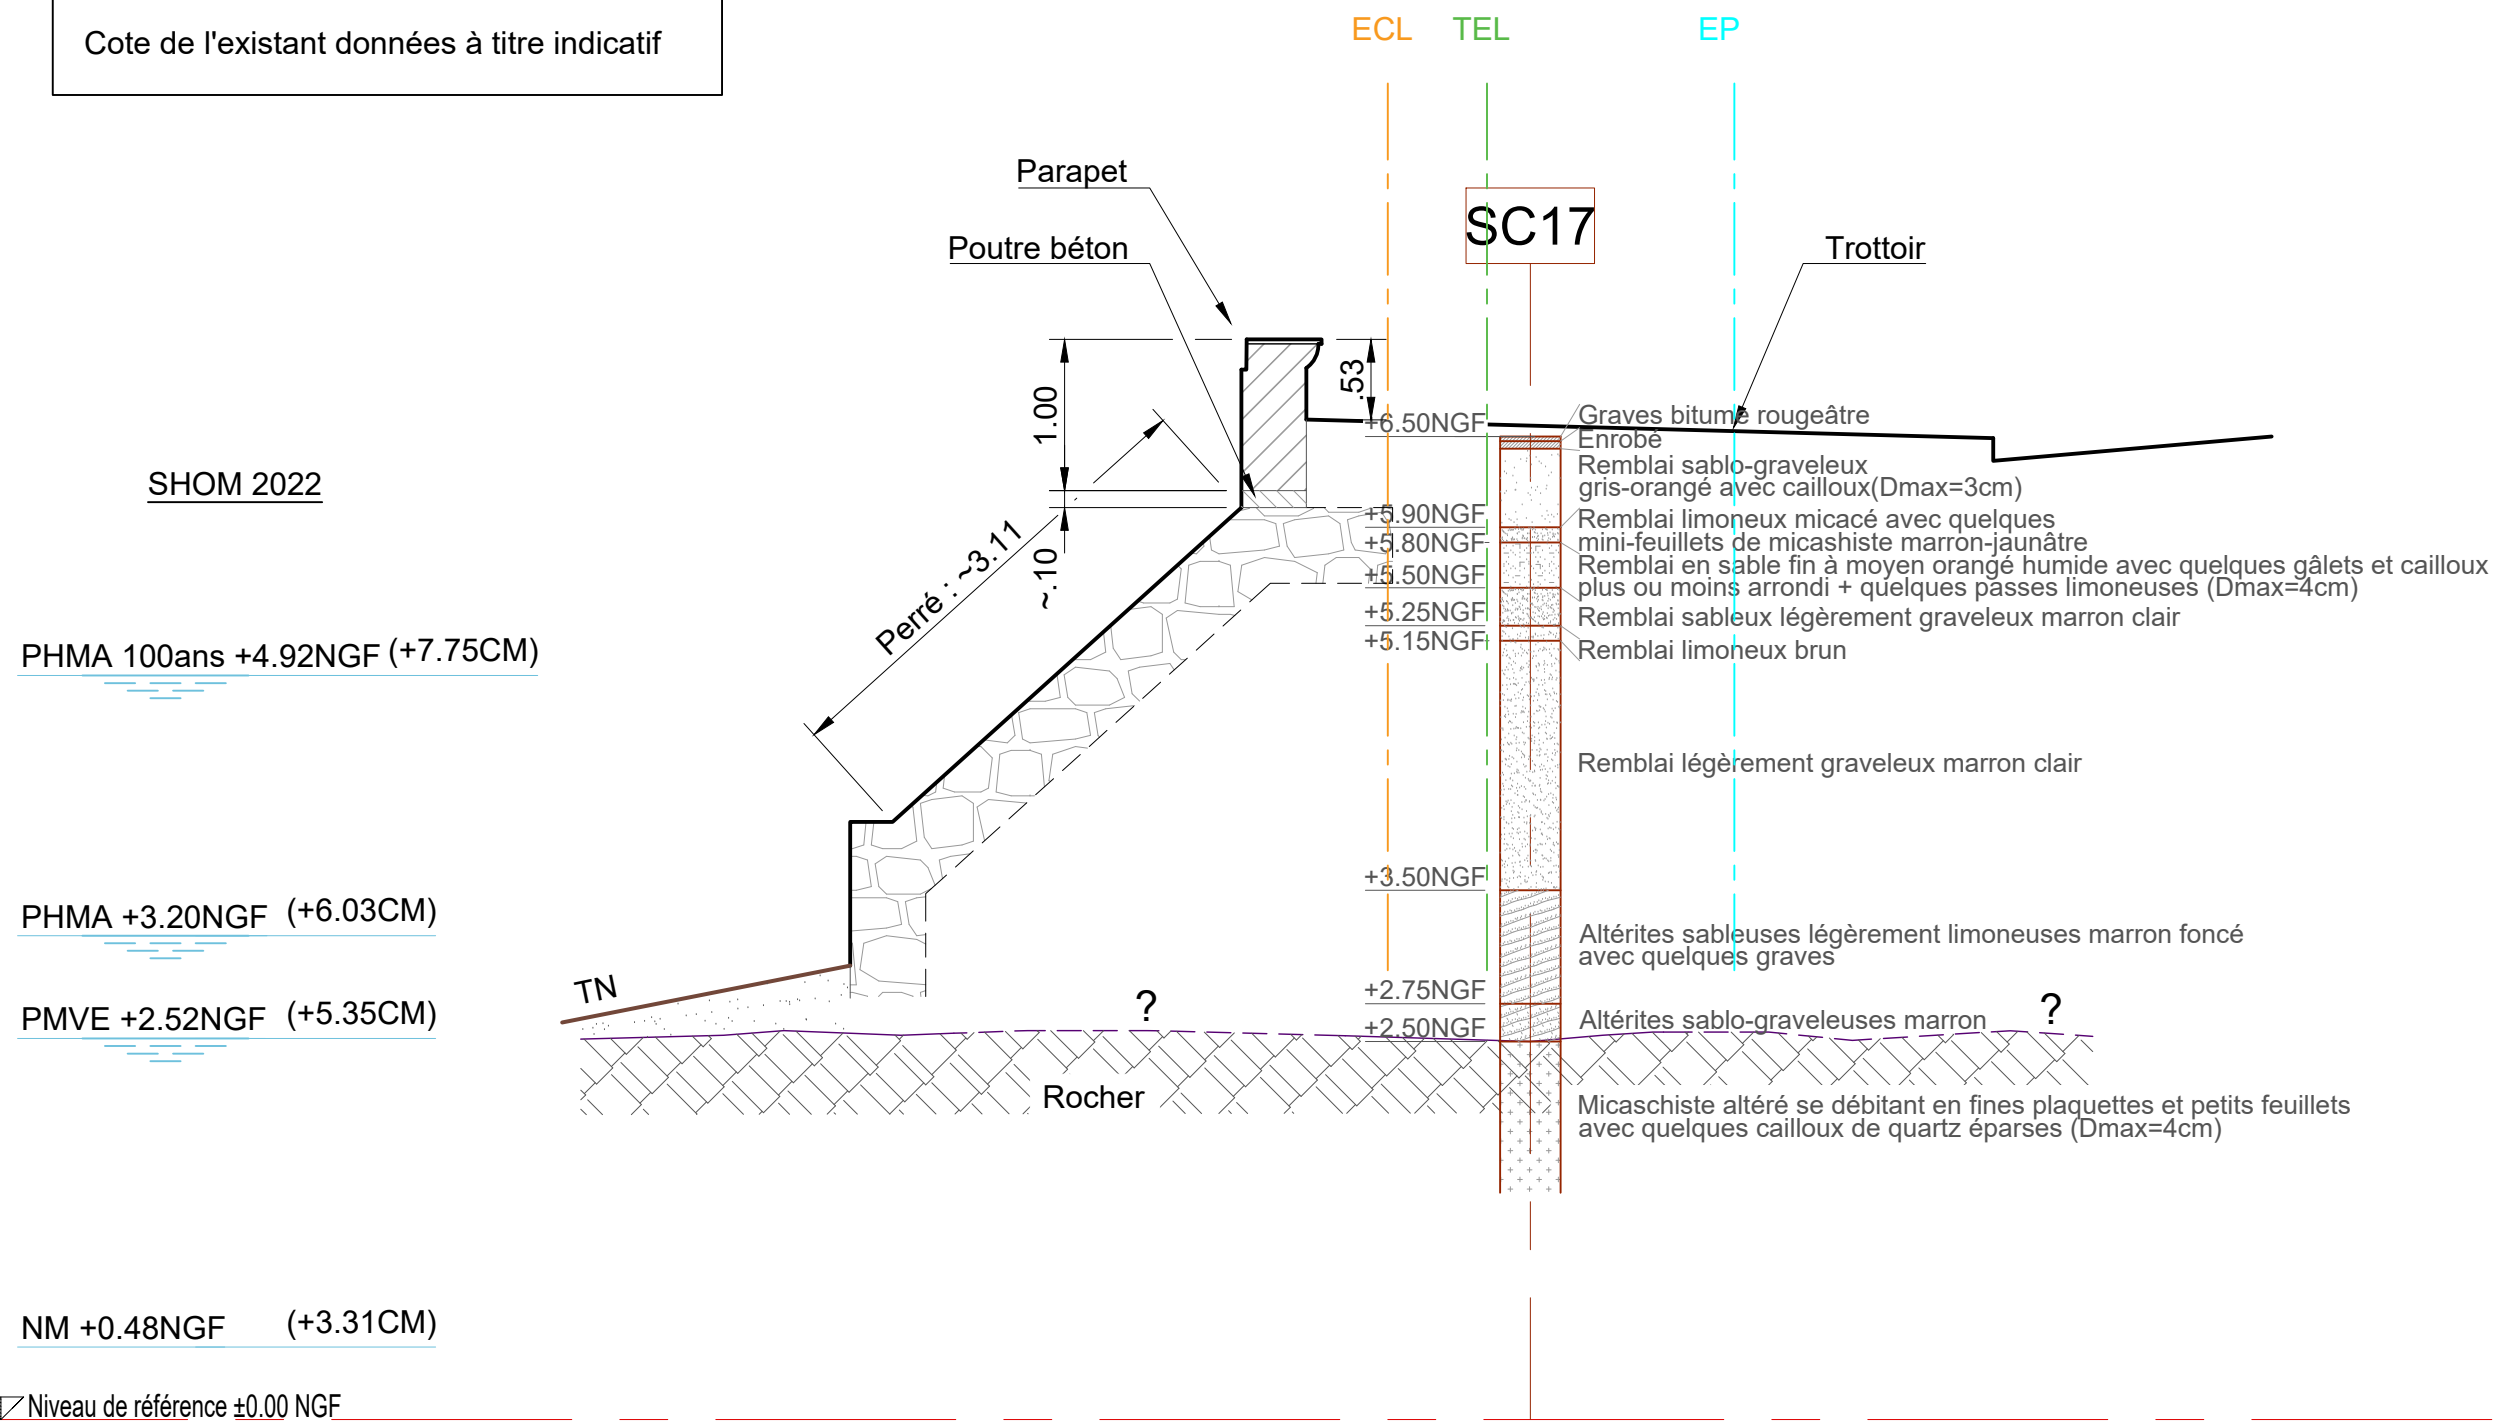 Cote de l'existant données à titre indicatif
ECL
TEL
EP
Parapet
SC17
Poutre béton
Trottoir
1.00
.53
+6.50NGF
Graves bitume rougeâtre
Enrobé
Remblai sablo-graveleux
gris-orangé avec cailloux(Dmax=3cm)
SHOM 2022
+5.90NGF
Remblai limoneux micacé avec quelques
mini-feuillets de micashiste marron-jaunâtre
+5.80NGF
Remblai en sable fin à moyen orangé humide avec quelques gâlets et cailloux
plus ou moins arrondi + quelques passes limoneuses (Dmax=4cm)
Perré : ~3.11
~.10
+5.50NGF
+5.25NGF
Remblai sableux légèrement graveleux marron clair
+5.15NGF
Remblai limoneux brun
PHMA 100ans +4.92NGF (+7.75CM)
Remblai légèrement graveleux marron clair
+3.50NGF
PHMA +3.20NGF (+6.03CM)
Altérites sableuses légèrement limoneuses marron foncé
avec quelques graves
TN
+2.75NGF
?
?
PMVE +2.52NGF (+5.35CM)
+2.50NGF
Altérites sablo-graveleuses marron
Rocher
Micaschiste altéré se débitant en fines plaquettes et petits feuillets
avec quelques cailloux de quartz éparses (Dmax=4cm)
NM +0.48NGF (+3.31CM)
Niveau de référence ±0.00 NGF